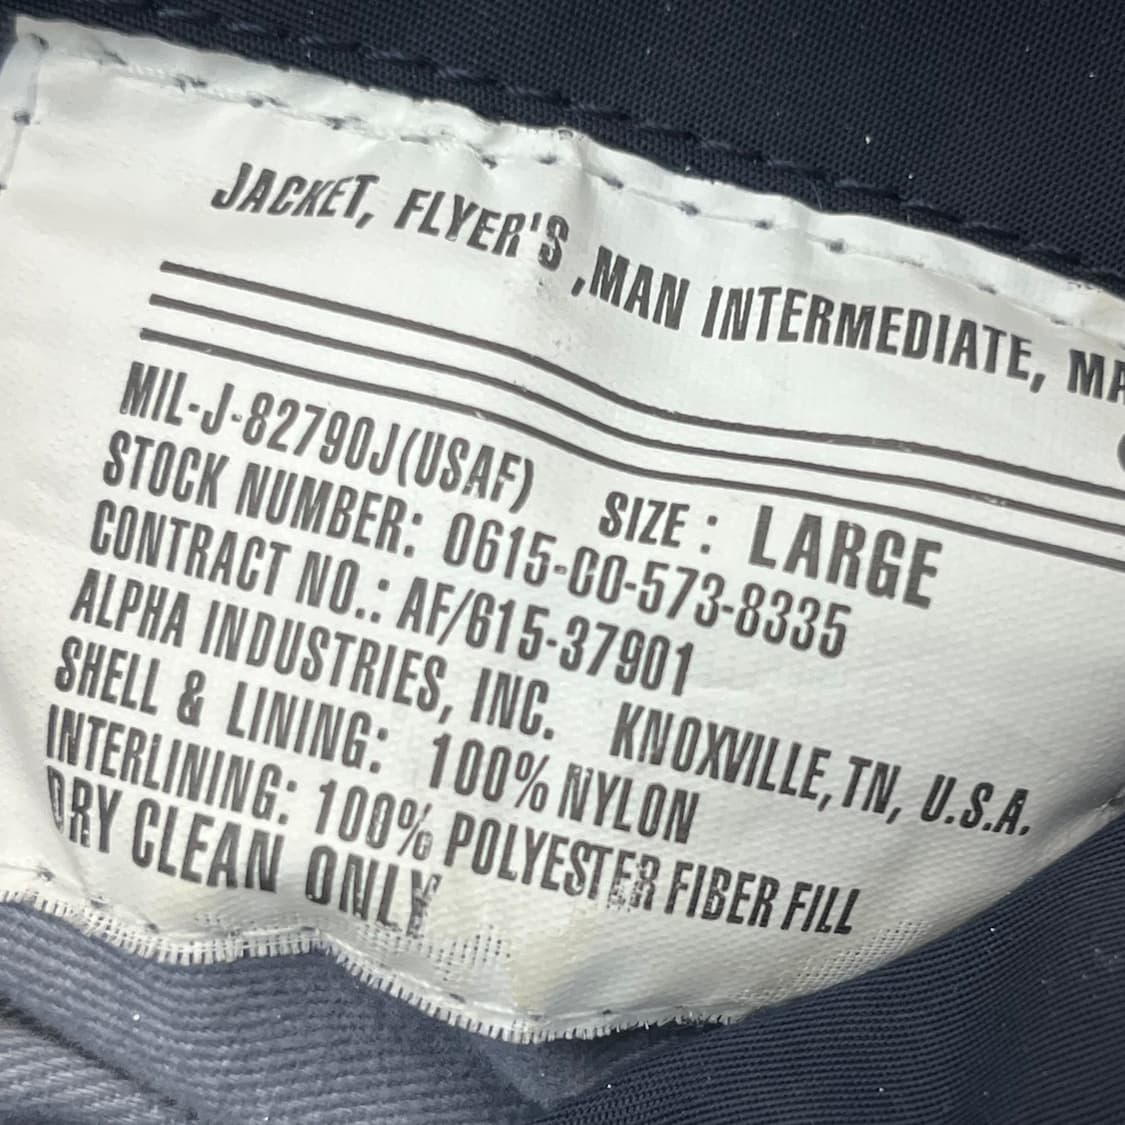 JACKET, FLYER'S ,MAN INTERMEDIATE,
MIL-J-82790J(USAF) SIZE : LARGE
STOCK NUMBER: 0615-C0-573-8335
CONTRACT NO.: AF/615-37901
ALPHA INDUSTRIES, INC. KNOXVILLE, TN, U.S.A.
SHELL & LINING: 100% NYLON
INTERLINING: 100% POLYESTER FIBER FILL
DRY CLEAN ONLY